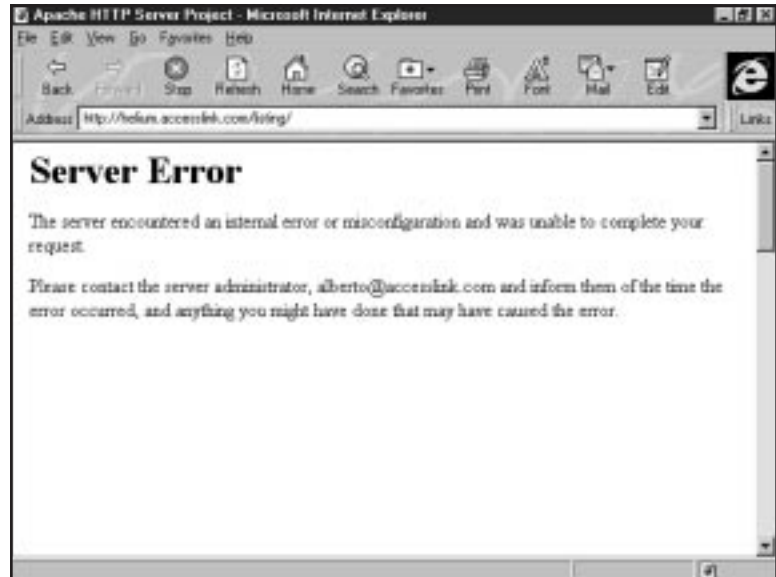 Apache HTTP Server Project - Microsoft Internet Explorer
File Edit View Go Favorites Help
Back Forward Stop Refresh Home Search Favorites Print Font Mail Edit
Address http://helium.accesslink.com/listing/ Links
Server Error
The server encountered an internal error or misconfiguration and was unable to complete your
request.
Please contact the server administrator, alberto@accesslink.com and inform them of the time the
error occurred, and anything you might have done that may have caused the error.